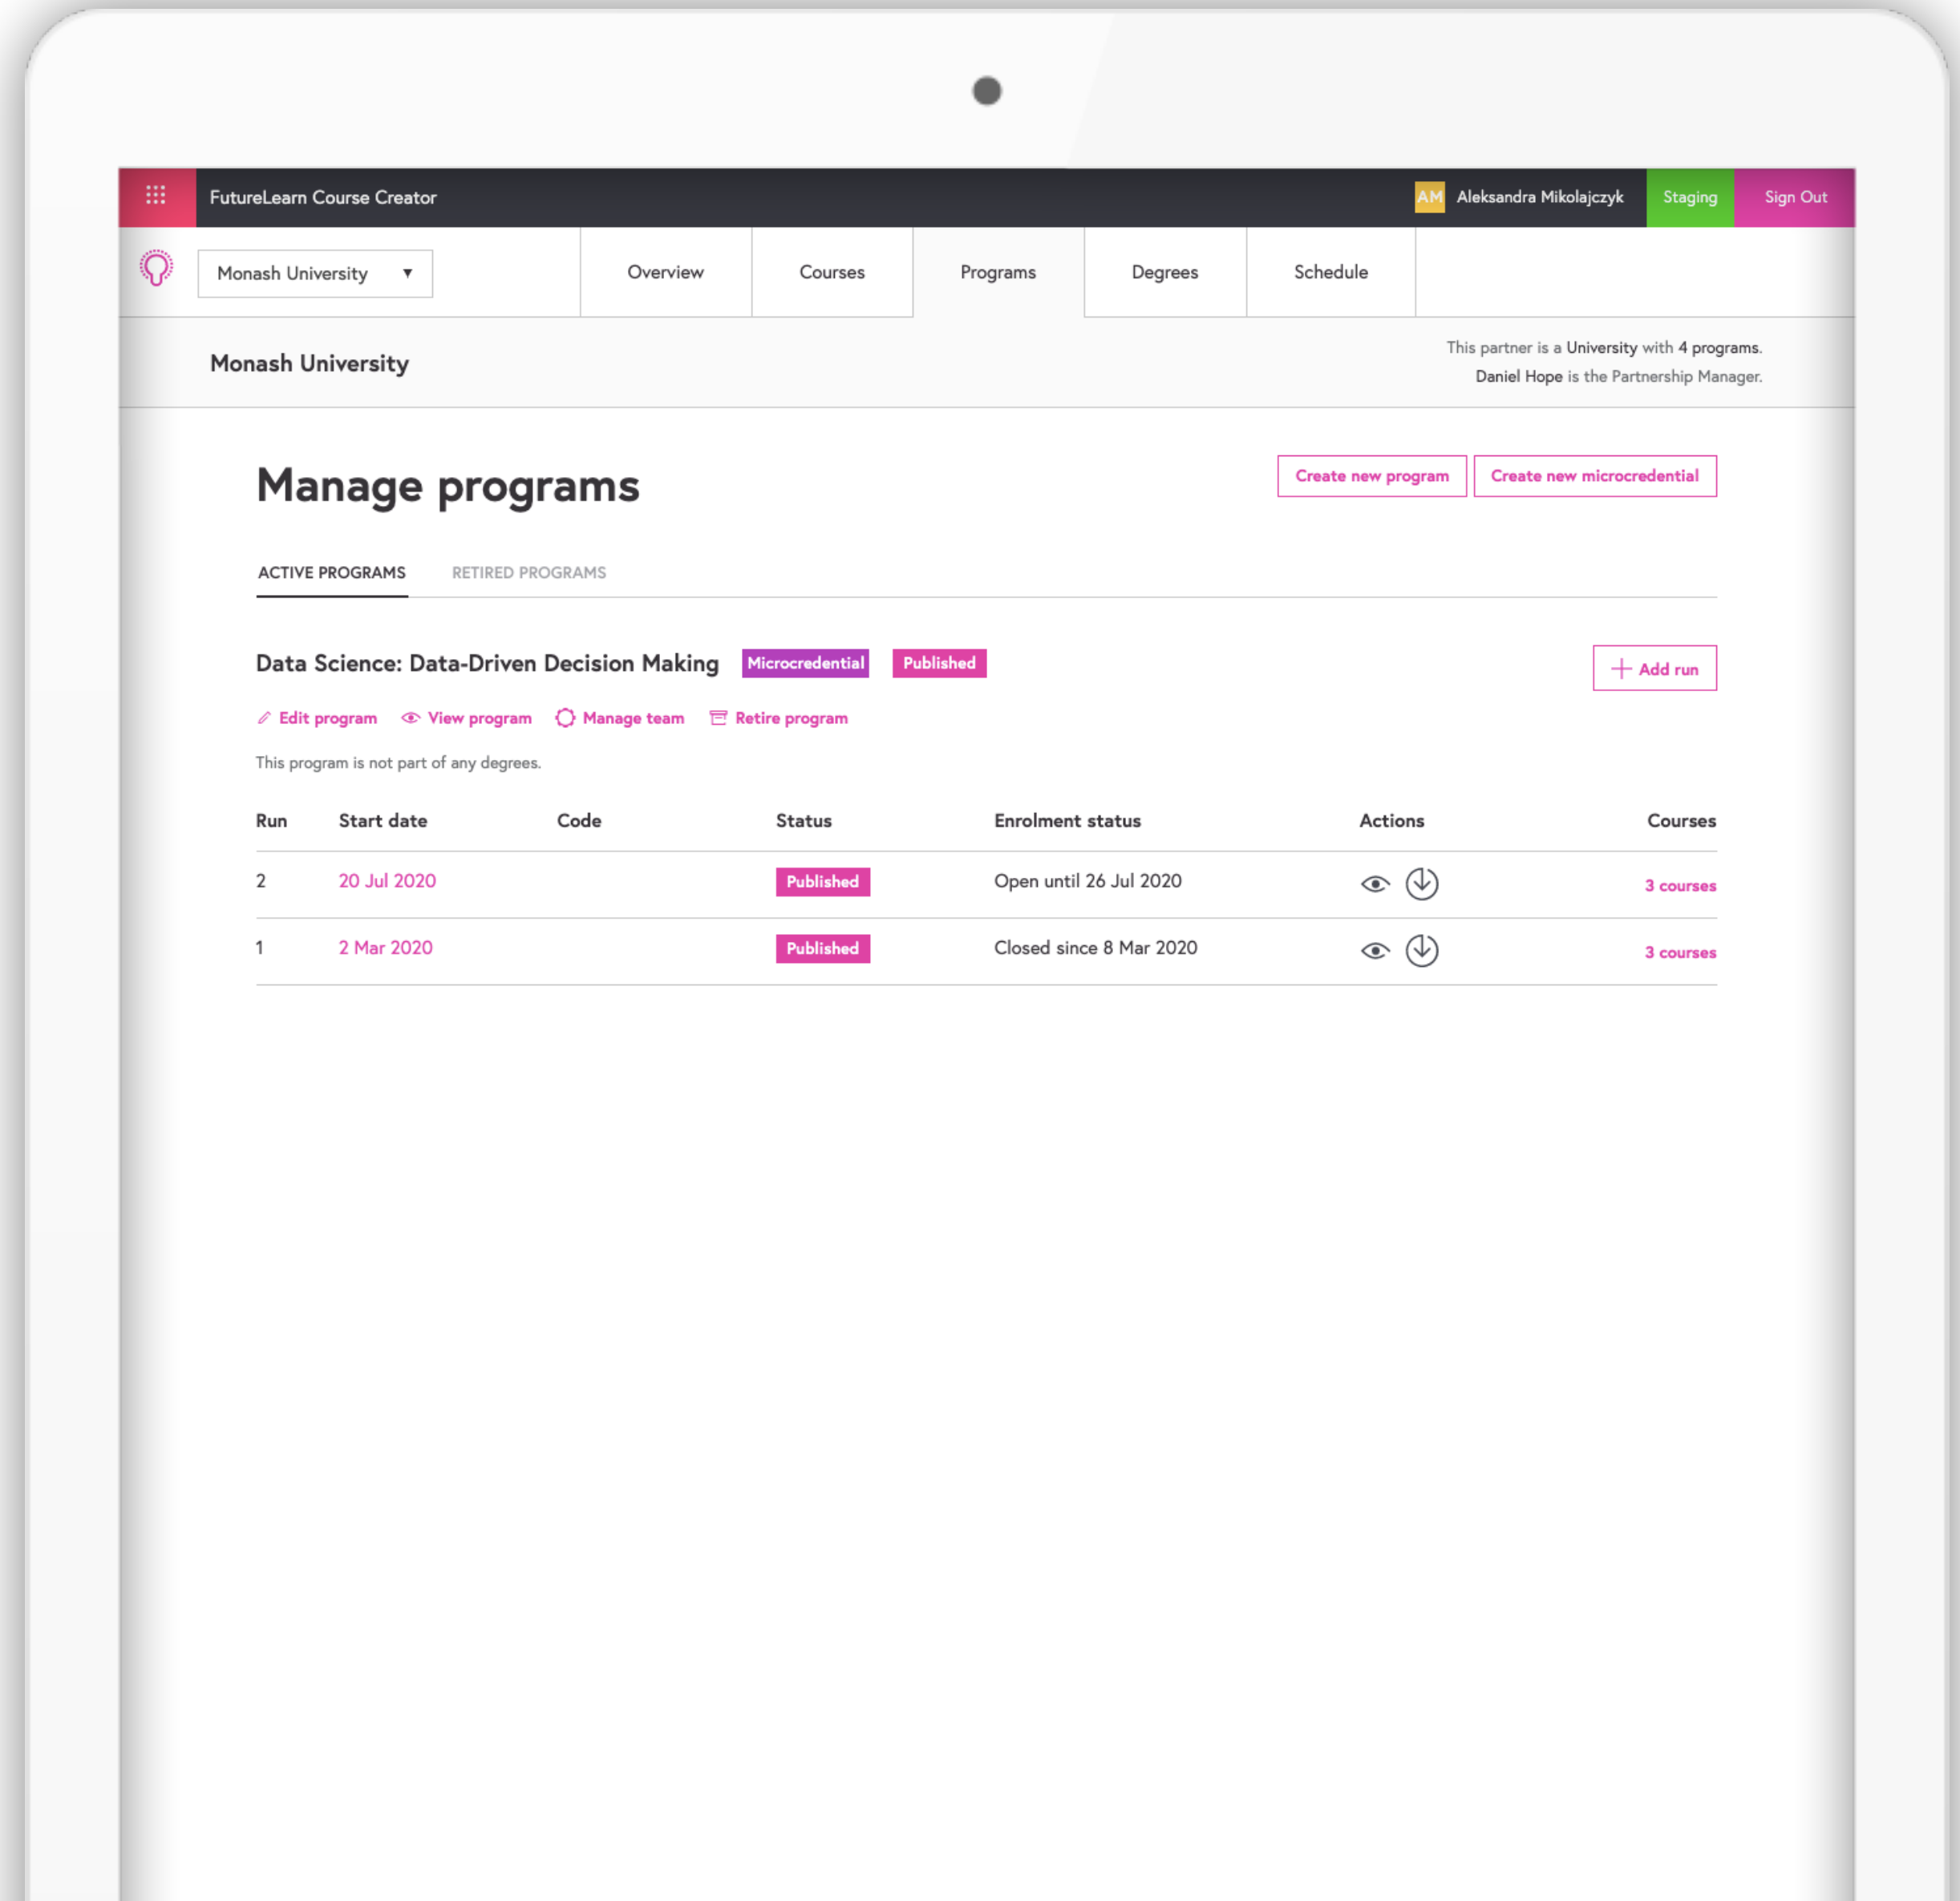 FutureLearn Course Creator
AM Aleksandra Mikolajczyk Staging Sign Out
Monash University ▼ Overview Courses Programs Degrees Schedule
Monash University
This partner is a University with 4 programs.
Daniel Hope is the Partnership Manager.
Manage programs
Create new program Create new microcredential
ACTIVE PROGRAMS RETIRED PROGRAMS
Data Science: Data-Driven Decision Making Microcredential Published
Add run
Edit program View program Manage team Retire program
This program is not part of any degrees.
Run Start date Code Status Enrolment status Actions Courses
2 20 Jul 2020 Published Open until 26 Jul 2020 3 courses
1 2 Mar 2020 Published Closed since 8 Mar 2020 3 courses